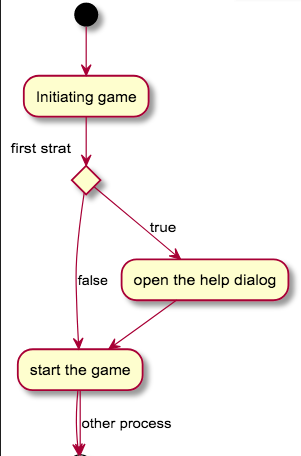 Initiating game
first strat
true
false
open the help dialog
start the game
other process